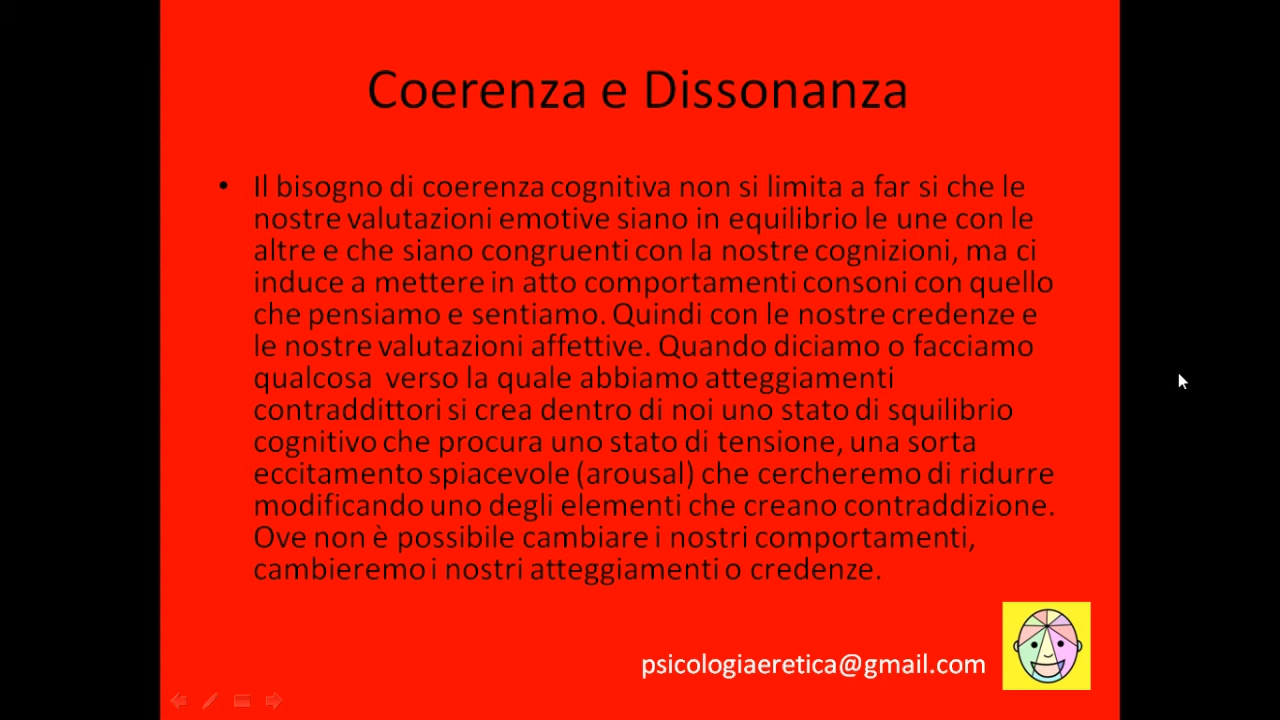 Coerenza e Dissonanza
• Il bisogno di coerenza cognitiva non si limita a far si che le
nostre valutazioni emotive siano in equilibrio le une con le
altre e che siano congruenti con la nostre cognizioni, ma ci
induce a mettere in atto comportamenti consoni con quello
che pensiamo e sentiamo. Quindi con le nostre credenze e
le nostre valutazioni affettive. Quando diciamo o facciamo
qualcosa  verso la quale abbiamo atteggiamenti
contraddittori si crea dentro di noi uno stato di squilibrio
cognitivo che procura uno stato di tensione, una sorta
eccitamento spiacevole (arousal) che cercheremo di ridurre
modificando uno degli elementi che creano contraddizione.
Ove non è possibile cambiare i nostri comportamenti,
cambieremo i nostri atteggiamenti o credenze.
psicologiaeretica@gmail.com